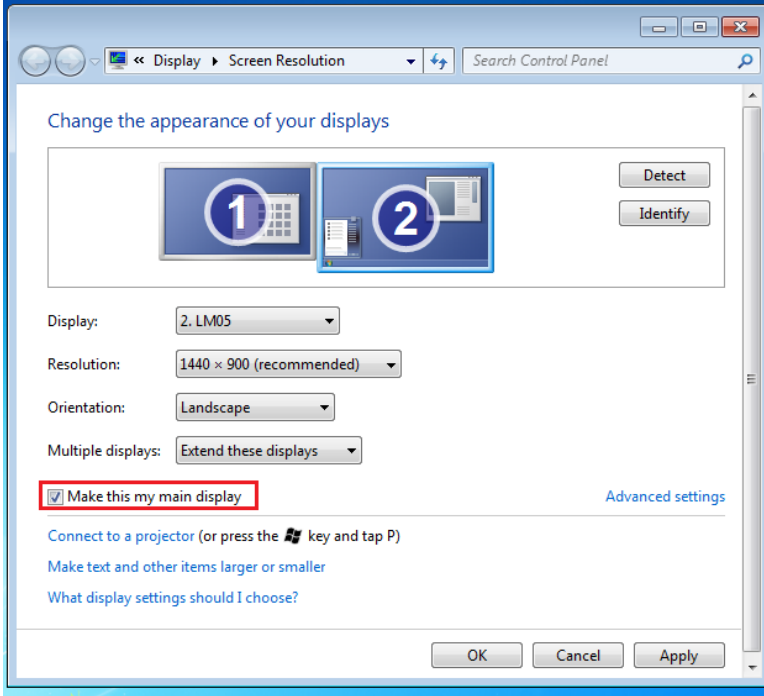 « Display ▸ Screen Resolution
Search Control Panel
Change the appearance of your displays
1
2
Detect
Identify
Display:
2. LM05
Resolution:
1440 × 900 (recommended)
Orientation:
Landscape
Multiple displays:
Extend these displays
Make this my main display
Advanced settings
Connect to a projector (or press the key and tap P)
Make text and other items larger or smaller
What display settings should I choose?
OK
Cancel
Apply